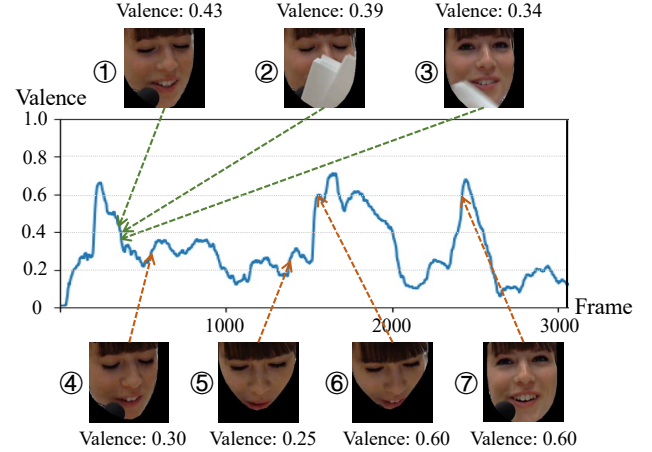 Valence: 0.43 Valence: 0.39 Valence: 0.34
① ② ③
Valence
1.0
0.8
0.6
0.4
0.2
0
1000 2000 3000 Frame
④ ⑤ ⑥ ⑦
Valence: 0.30 Valence: 0.25 Valence: 0.60 Valence: 0.60